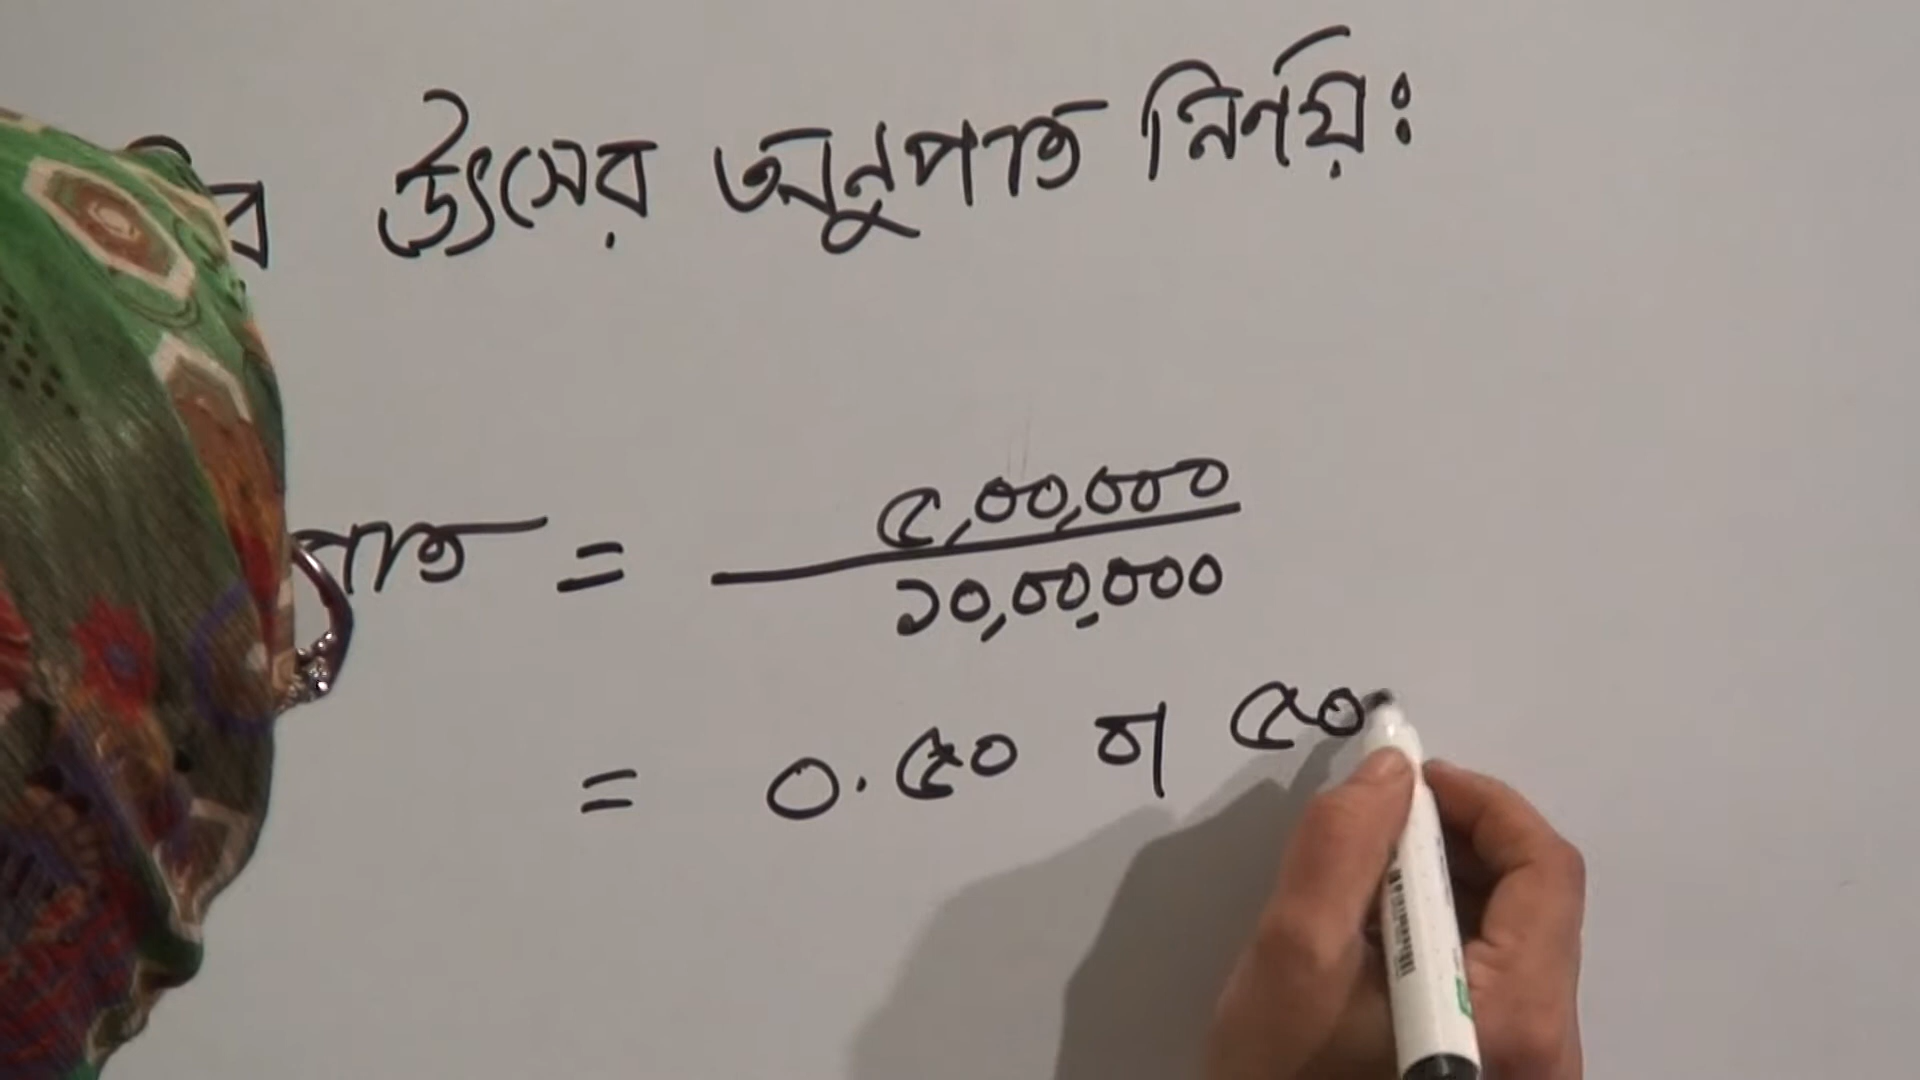 র উৎসের অনুপাত নির্ণয়ঃ
পাত = ৫,০০,০০০
১০,০০,০০০
= ০.৫০ বা ৫০